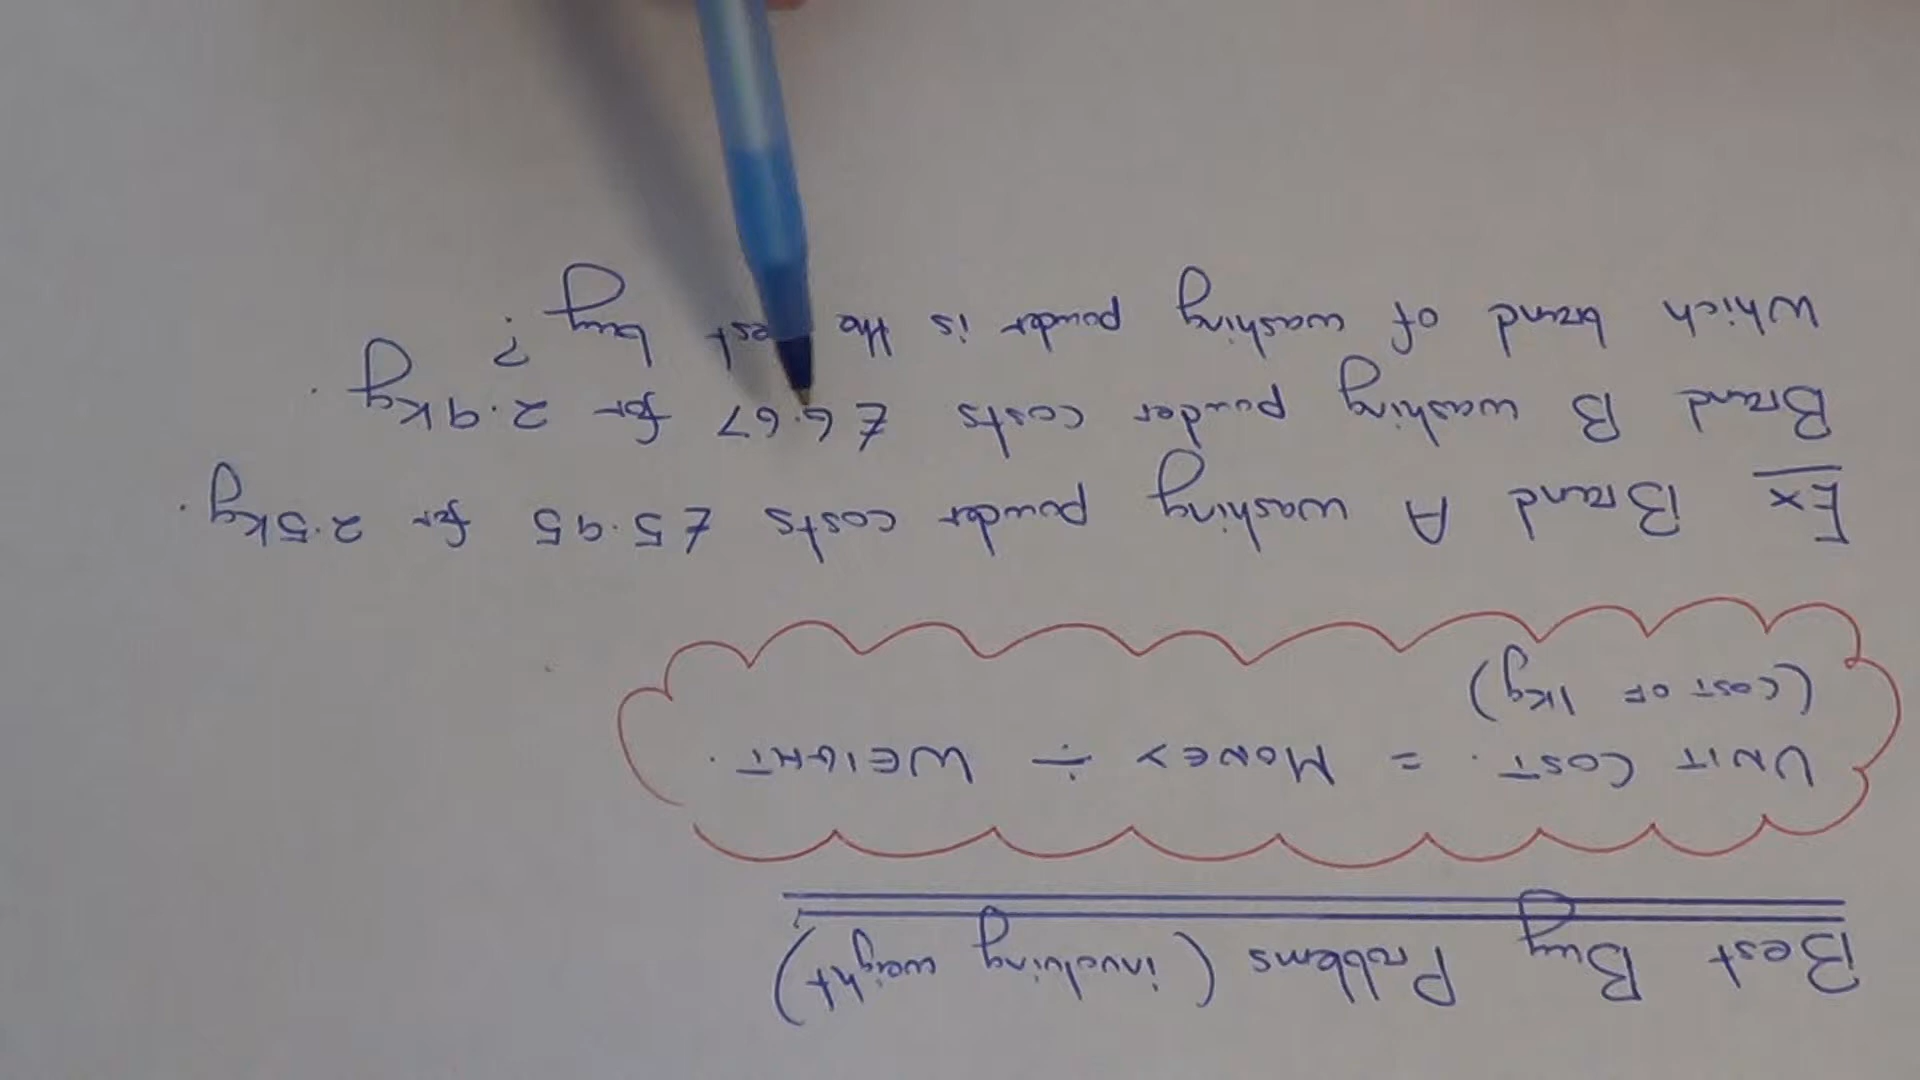 Best Buy Problems (involving weight)
UNIT COST. = MONEY ÷ WEIGHT.
(COST OF 1kg)
Ex Brand A washing powder costs £5.95 for 2.5kg.
Brand B washing powder costs £6.67 for 2.9kg.
Which brand of washing powder is the est buy?